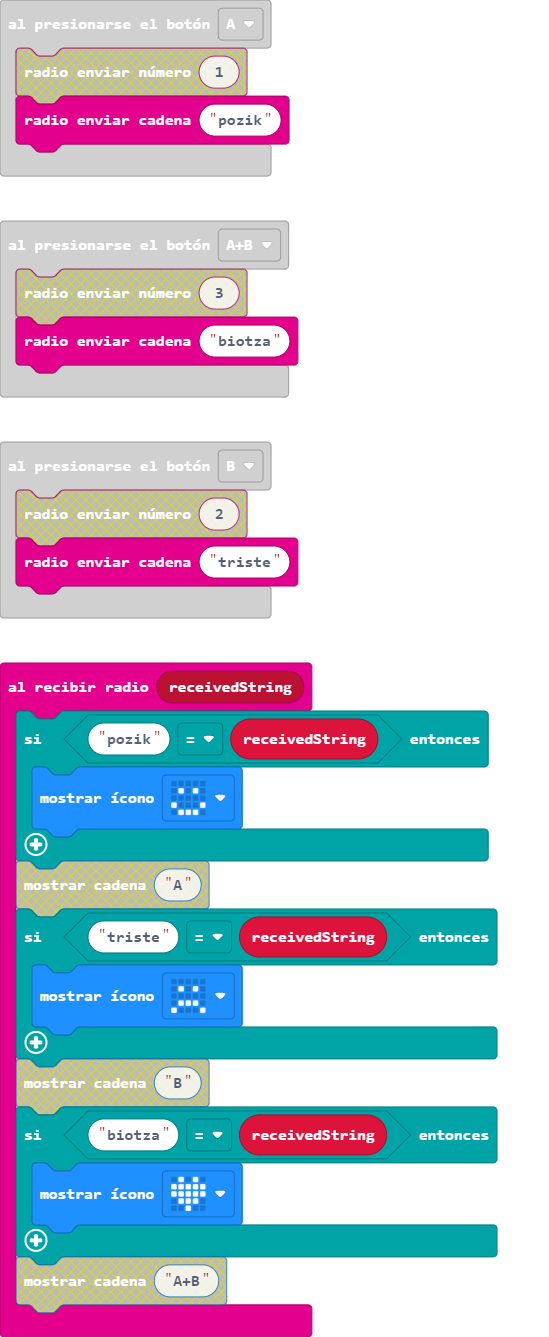 al presionarse el botón A
radio enviar número 1
radio enviar cadena "pozik"
al presionarse el botón A+B
radio enviar número 3
radio enviar cadena "biotza"
al presionarse el botón B
radio enviar número 2
radio enviar cadena "triste"
al recibir radio receivedString
si "pozik" = receivedString entonces
mostrar ícono
mostrar cadena "A"
si "triste" = receivedString entonces
mostrar ícono
mostrar cadena "B"
si "biotza" = receivedString entonces
mostrar ícono
mostrar cadena "A+B"